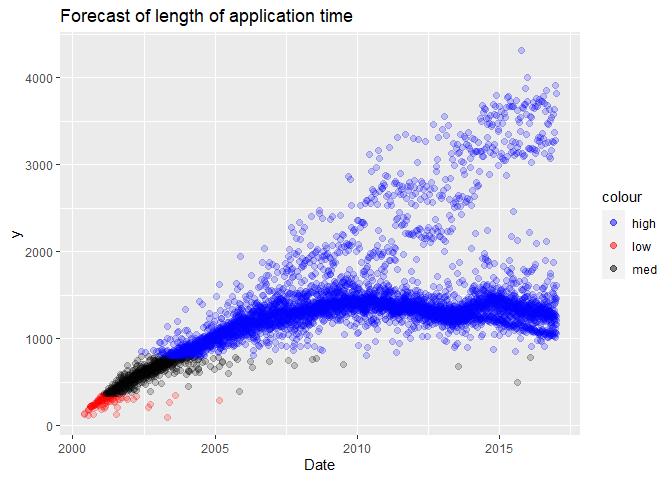 Forecast of length of application time
4000
3000
2000
1000
0
y
2000
2005
2010
2015
Date
colour
high
low
med